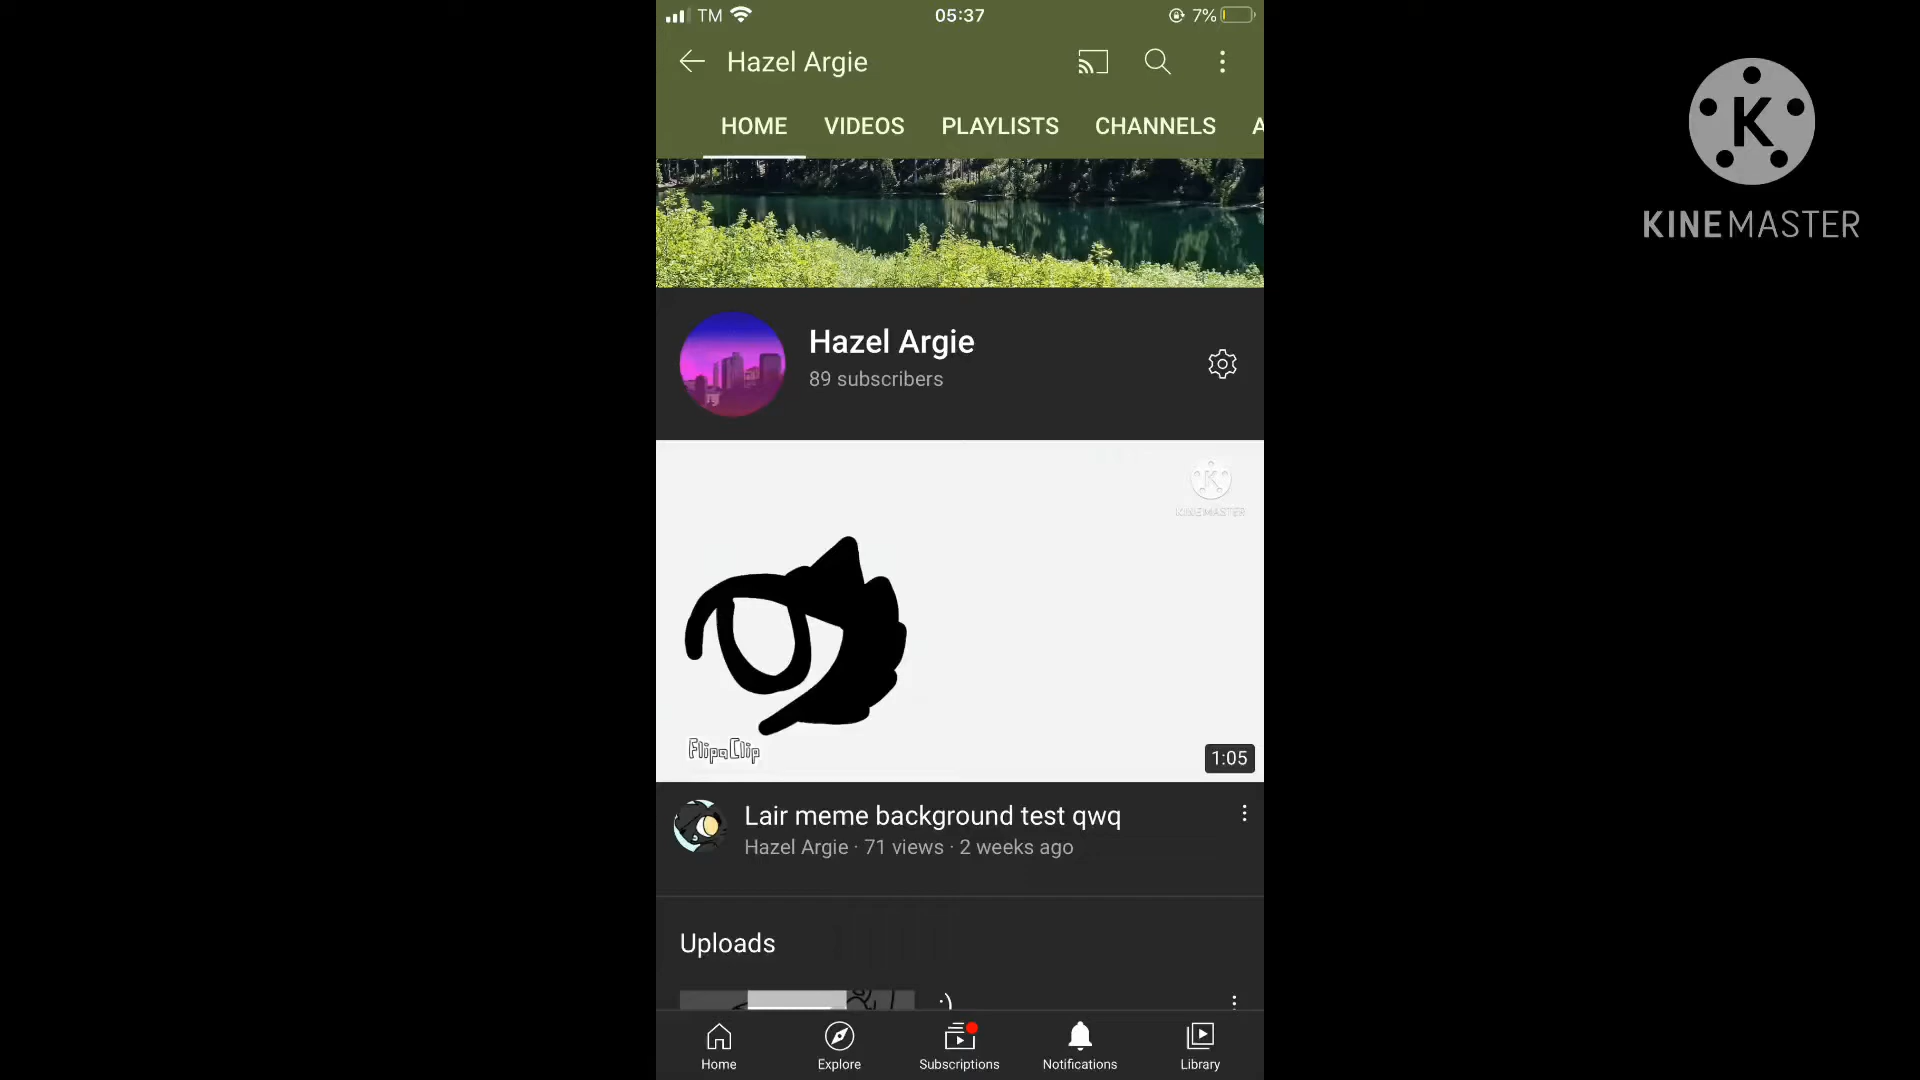 TM 05:37 7%
Hazel Argie
HOME VIDEOS PLAYLISTS CHANNELS A
K
KINEMASTER
Hazel Argie
89 subscribers
K
KINEMASTER
FlipaClip
1:05
Lair meme background test qwq
Hazel Argie · 71 views · 2 weeks ago
Uploads
:)
Home Explore Subscriptions Notifications Library